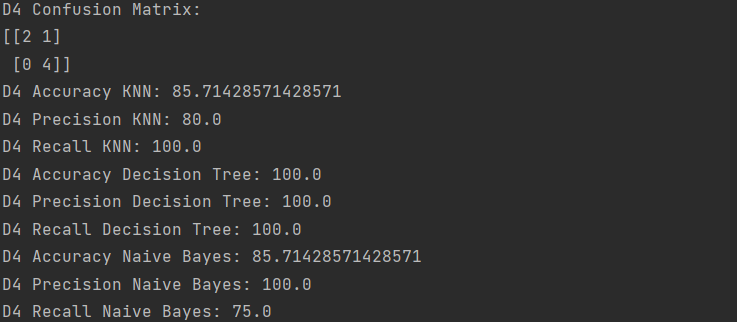 D4 Confusion Matrix:
[[2 1]
 [0 4]]
D4 Accuracy KNN: 85.71428571428571
D4 Precision KNN: 80.0
D4 Recall KNN: 100.0
D4 Accuracy Decision Tree: 100.0
D4 Precision Decision Tree: 100.0
D4 Recall Decision Tree: 100.0
D4 Accuracy Naive Bayes: 85.71428571428571
D4 Precision Naive Bayes: 100.0
D4 Recall Naive Bayes: 75.0